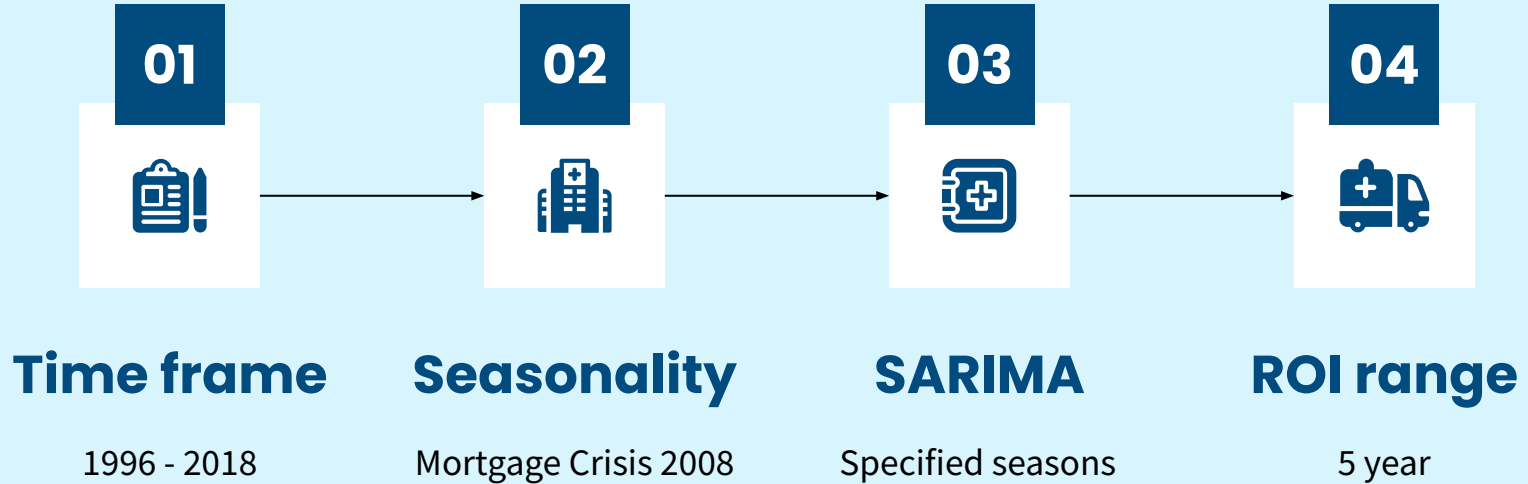 01
02
03
04
Time frame
Seasonality
SARIMA
ROI range
1996 - 2018
Mortgage Crisis 2008
Specified seasons
5 year